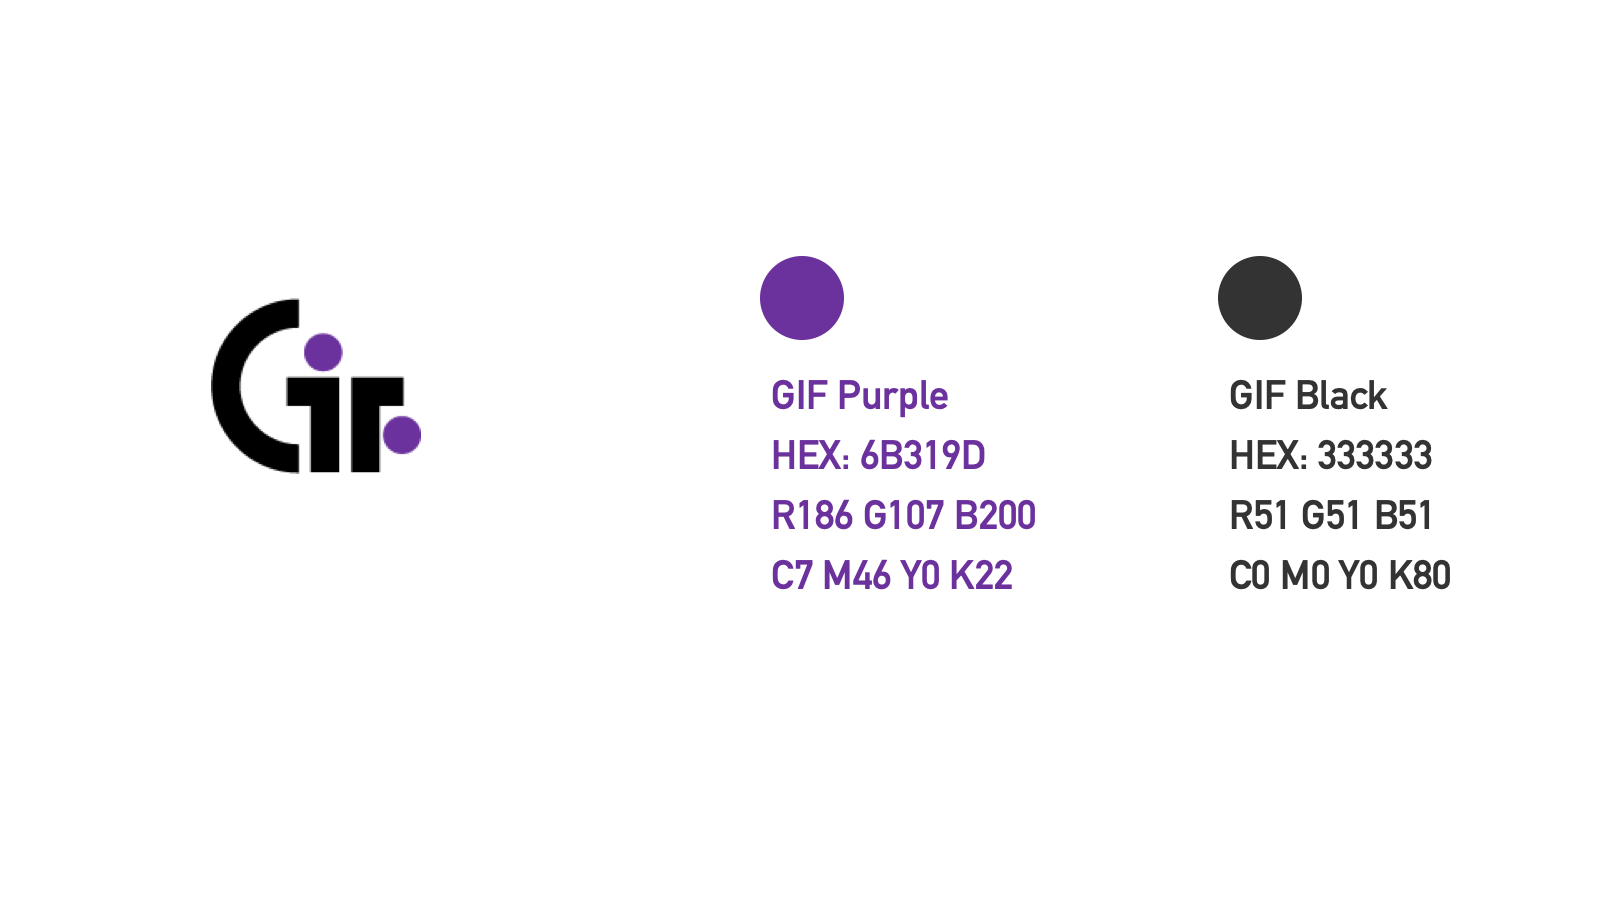 Gif
GIF Purple
HEX: 6B319D
R186 G107 B200
C7 M46 Y0 K22
GIF Black
HEX: 333333
R51 G51 B51
C0 M0 Y0 K80